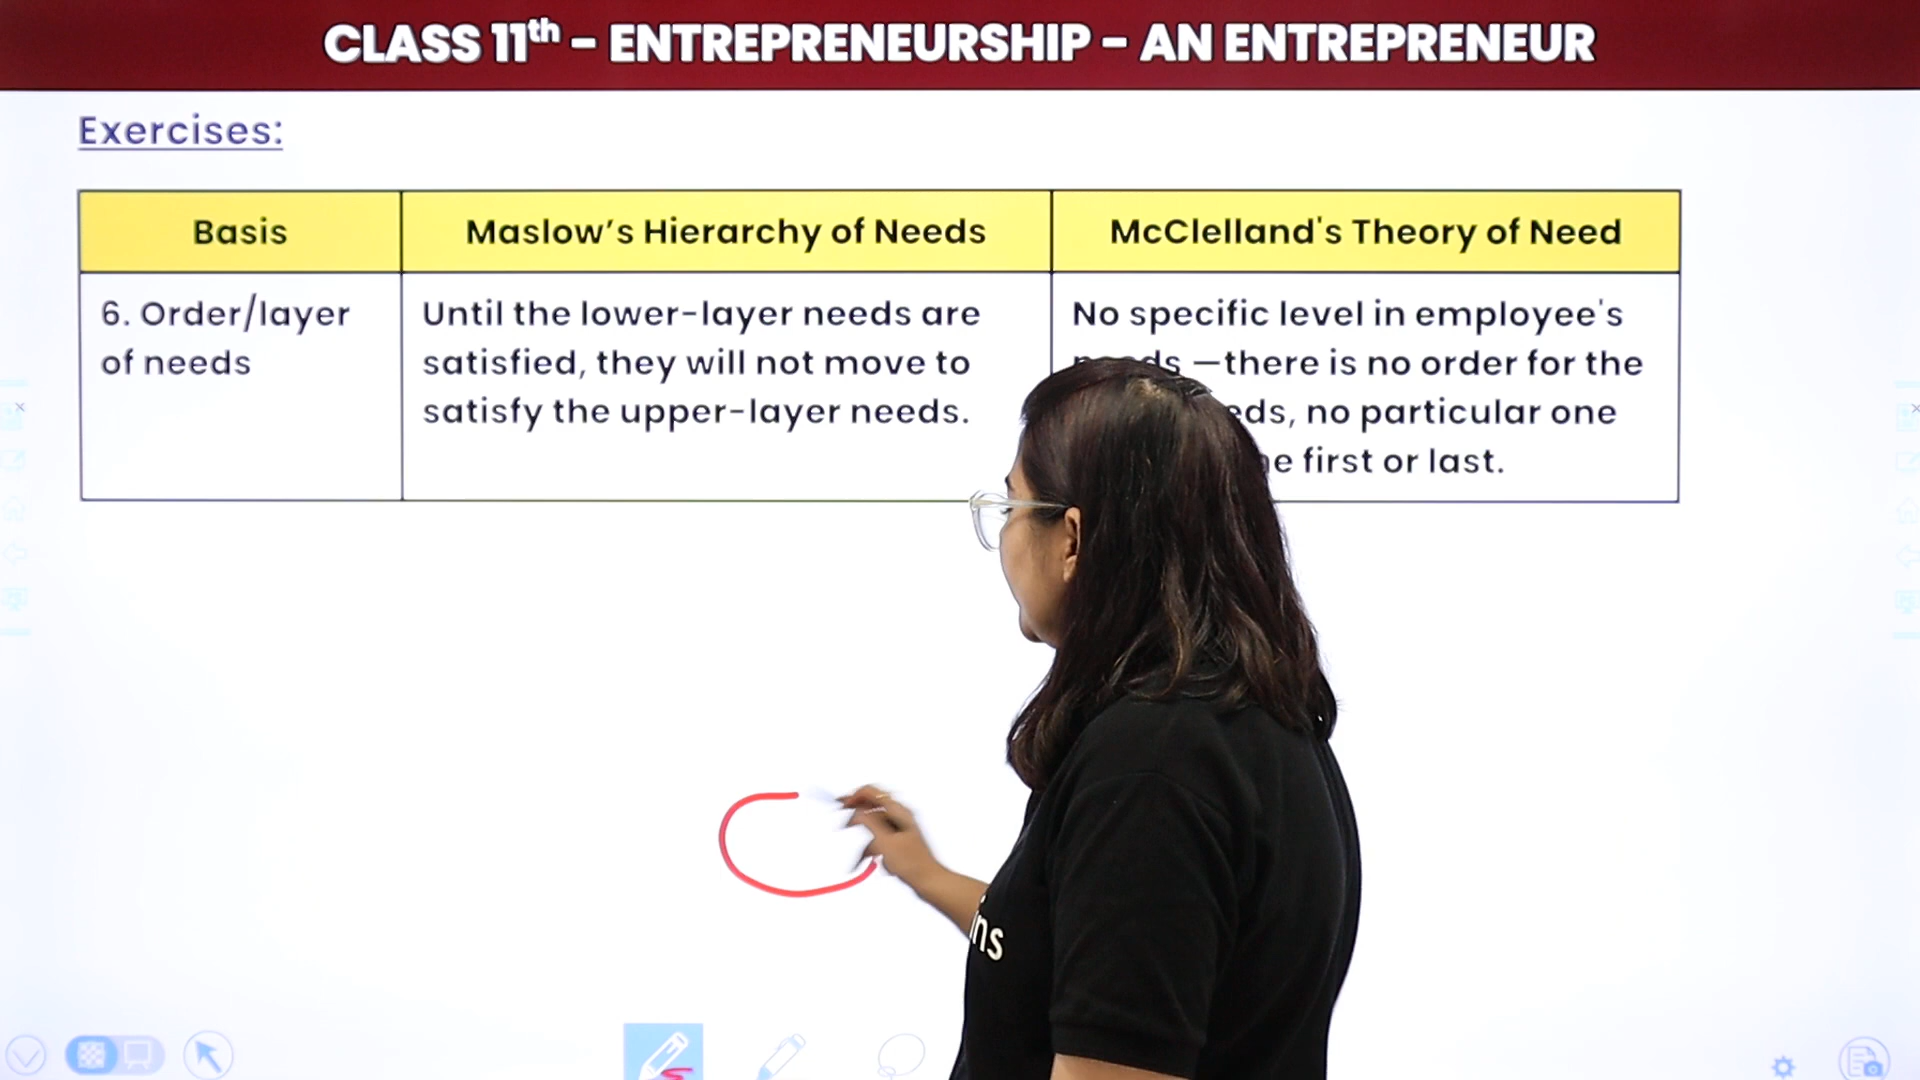 CLASS 11th – ENTREPRENEURSHIP – AN ENTREPRENEUR
Exercises:
Basis
Maslow's Hierarchy of Needs
McClelland's Theory of Need
6. Order/layer
of needs
Until the lower-layer needs are
satisfied, they will not move to
satisfy the upper-layer needs.
No specific level in employee's
needs —there is no order for the
no particular one
first or last.